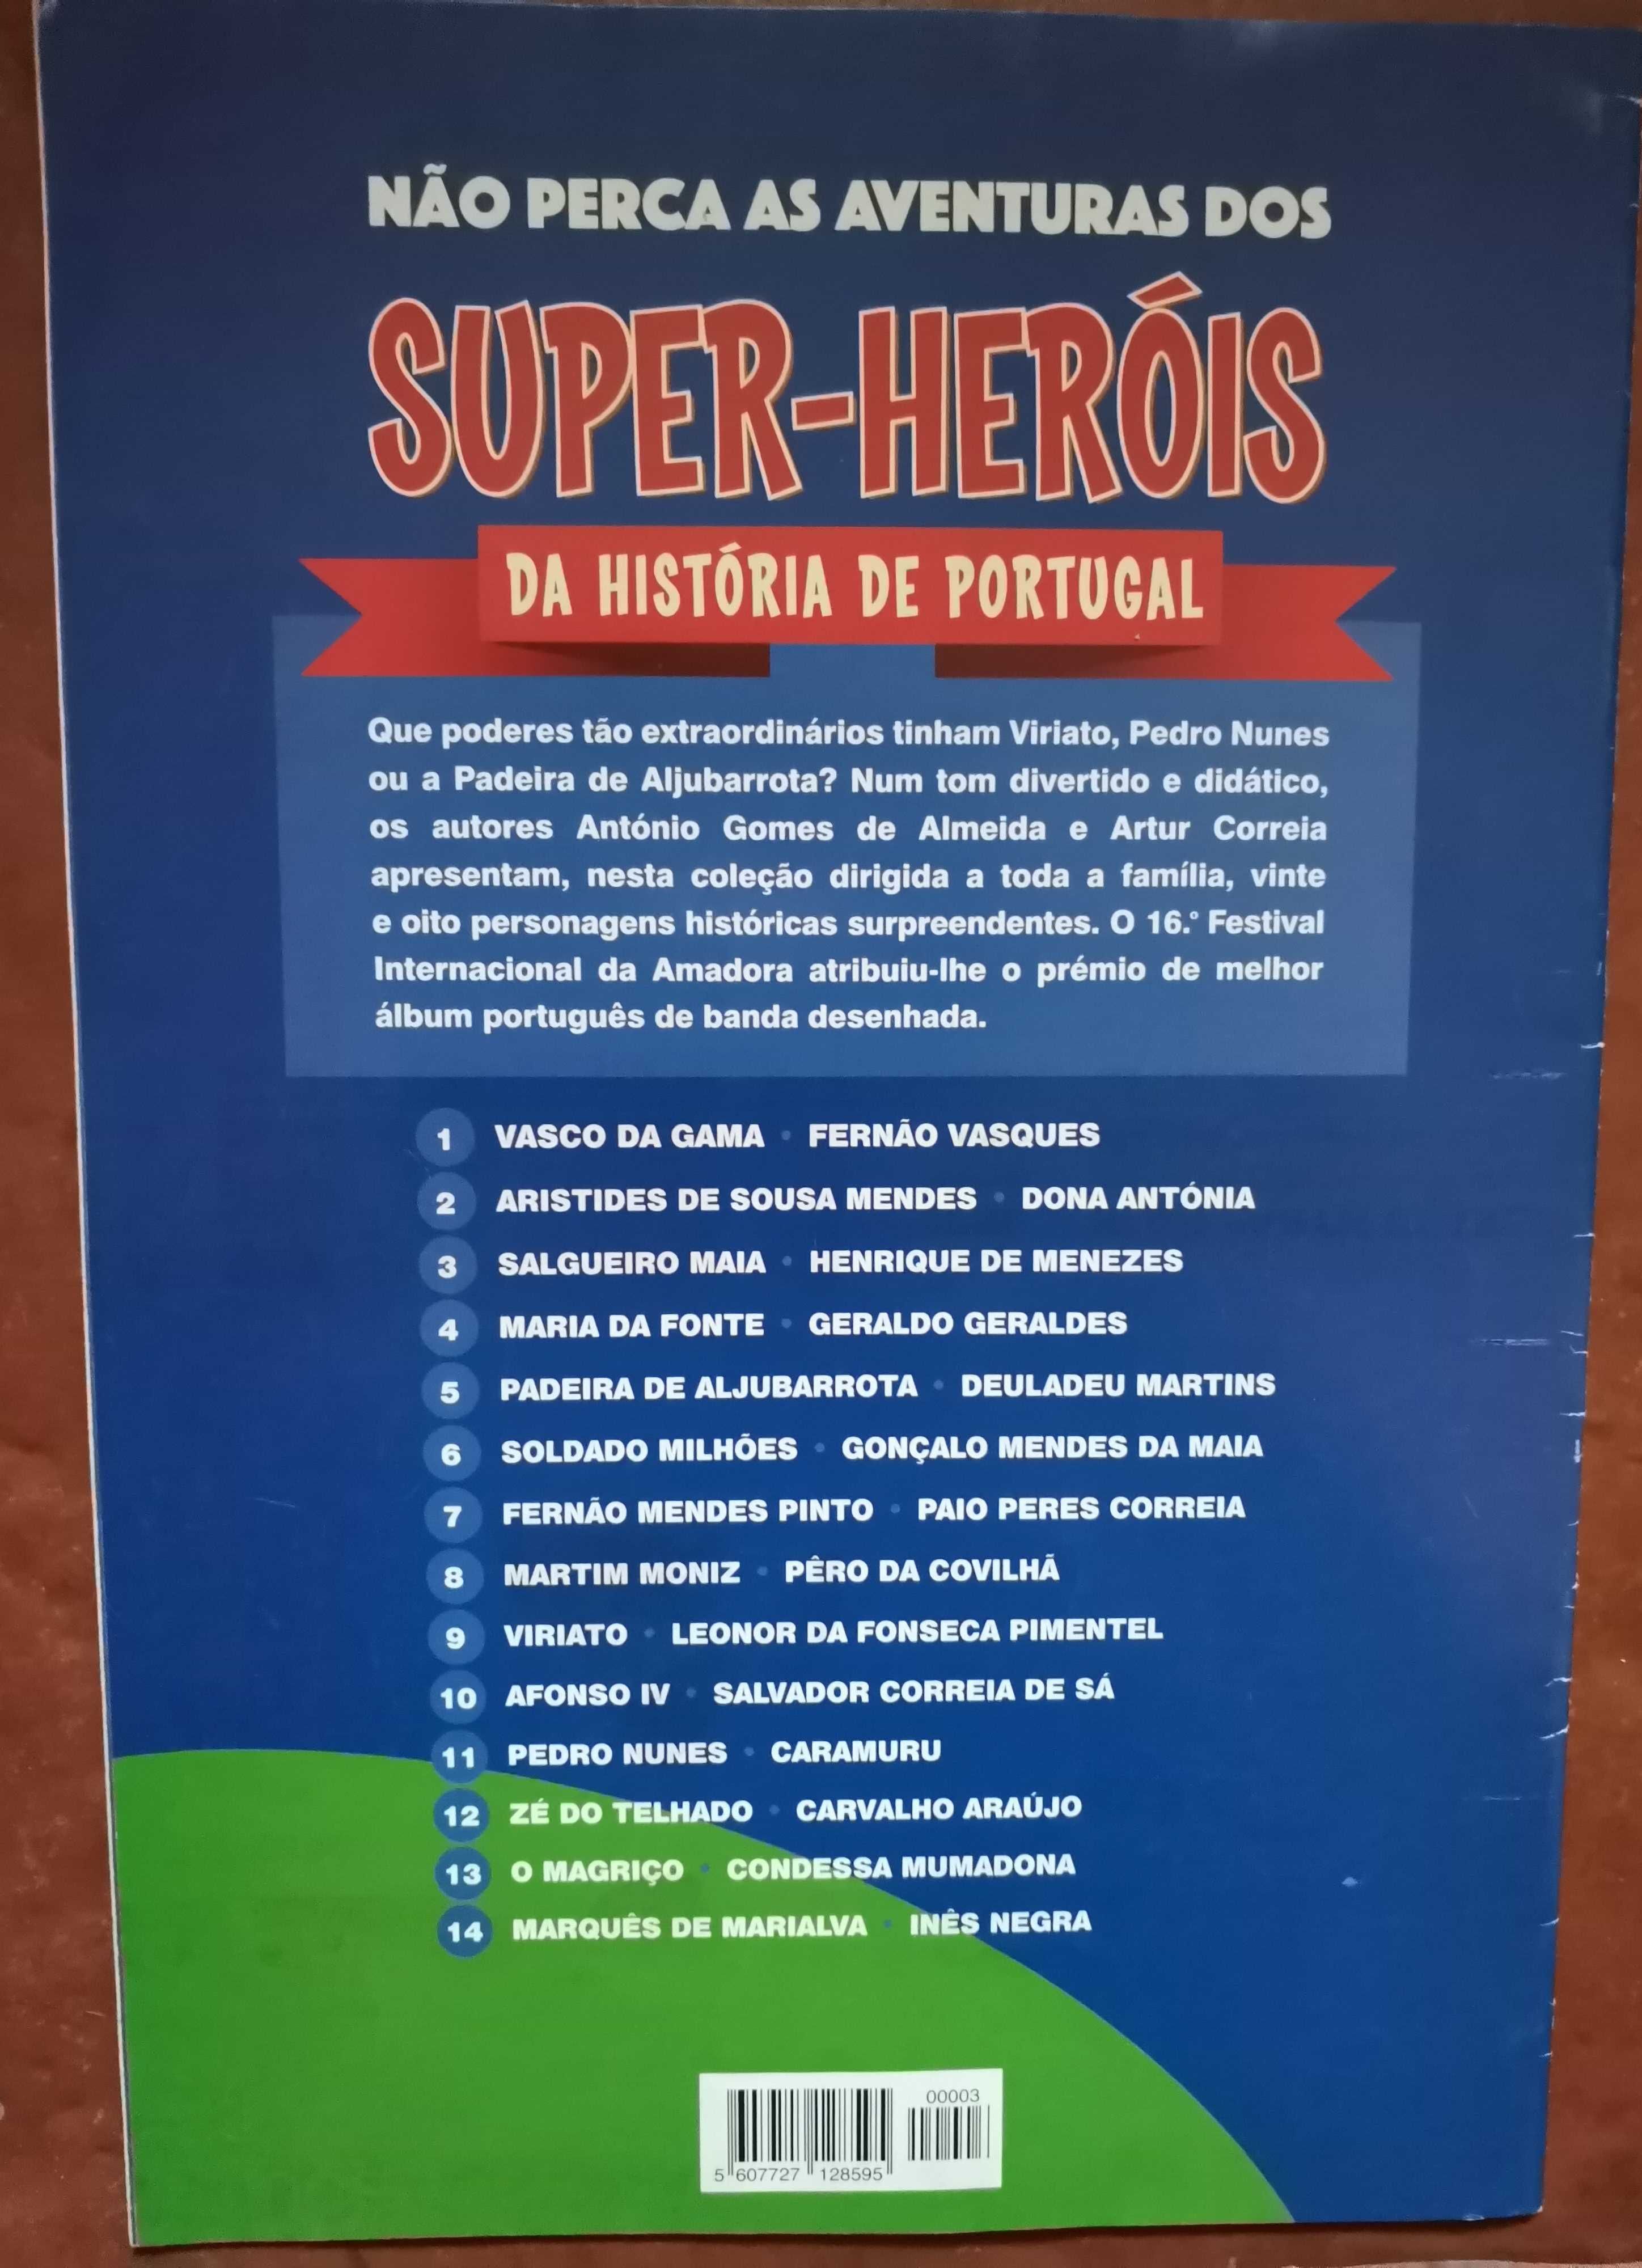 NÃO PERCA AS AVENTURAS DOS
SUPER-HERÓIS
DA HISTÓRIA DE PORTUGAL
Que poderes tão extraordinários tinham Viriato, Pedro Nunes
ou a Padeira de Aljubarrota? Num tom divertido e didático,
os autores António Gomes de Almeida e Artur Correia
apresentam, nesta coleção dirigida a toda a família, vinte
e oito personagens históricas surpreendentes. O 16.º Festival
Internacional da Amadora atribuiu-lhe o prémio de melhor
álbum português de banda desenhada.
1 VASCO DA GAMA • FERNÃO VASQUES
2 ARISTIDES DE SOUSA MENDES • DONA ANTÓNIA
3 SALGUEIRO MAIA • HENRIQUE DE MENEZES
4 MARIA DA FONTE • GERALDO GERALDES
5 PADEIRA DE ALJUBARROTA • DEULADEU MARTINS
6 SOLDADO MILHÕES • GONÇALO MENDES DA MAIA
7 FERNÃO MENDES PINTO • PAIO PERES CORREIA
8 MARTIM MONIZ • PÊRO DA COVILHÃ
9 VIRIATO • LEONOR DA FONSECA PIMENTEL
10 AFONSO IV • SALVADOR CORREIA DE SÁ
11 PEDRO NUNES • CARAMURU
12 ZÉ DO TELHADO • CARVALHO ARAÚJO
13 O MAGRIÇO • CONDESSA MUMADONA
14 MARQUÊS DE MARIALVA • INÊS NEGRA
00003
5 607727 128595